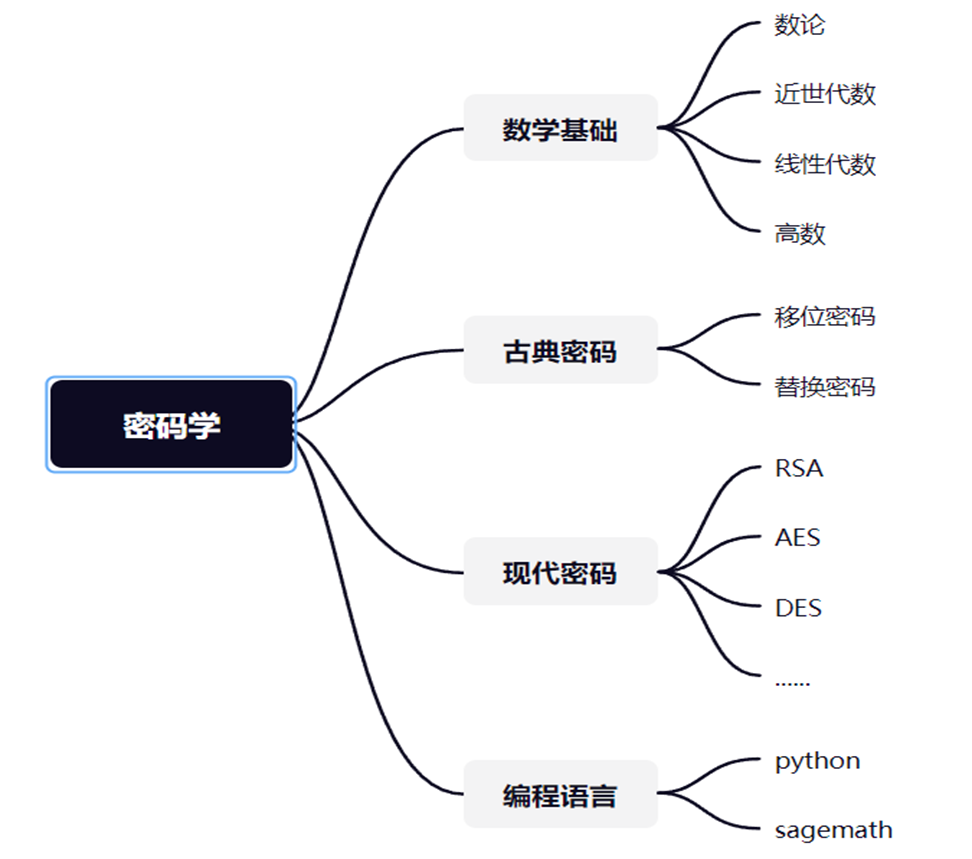 密码学
数学基础
数论
近世代数
线性代数
高数
古典密码
移位密码
替换密码
现代密码
RSA
AES
DES
......
编程语言
python
sagemath